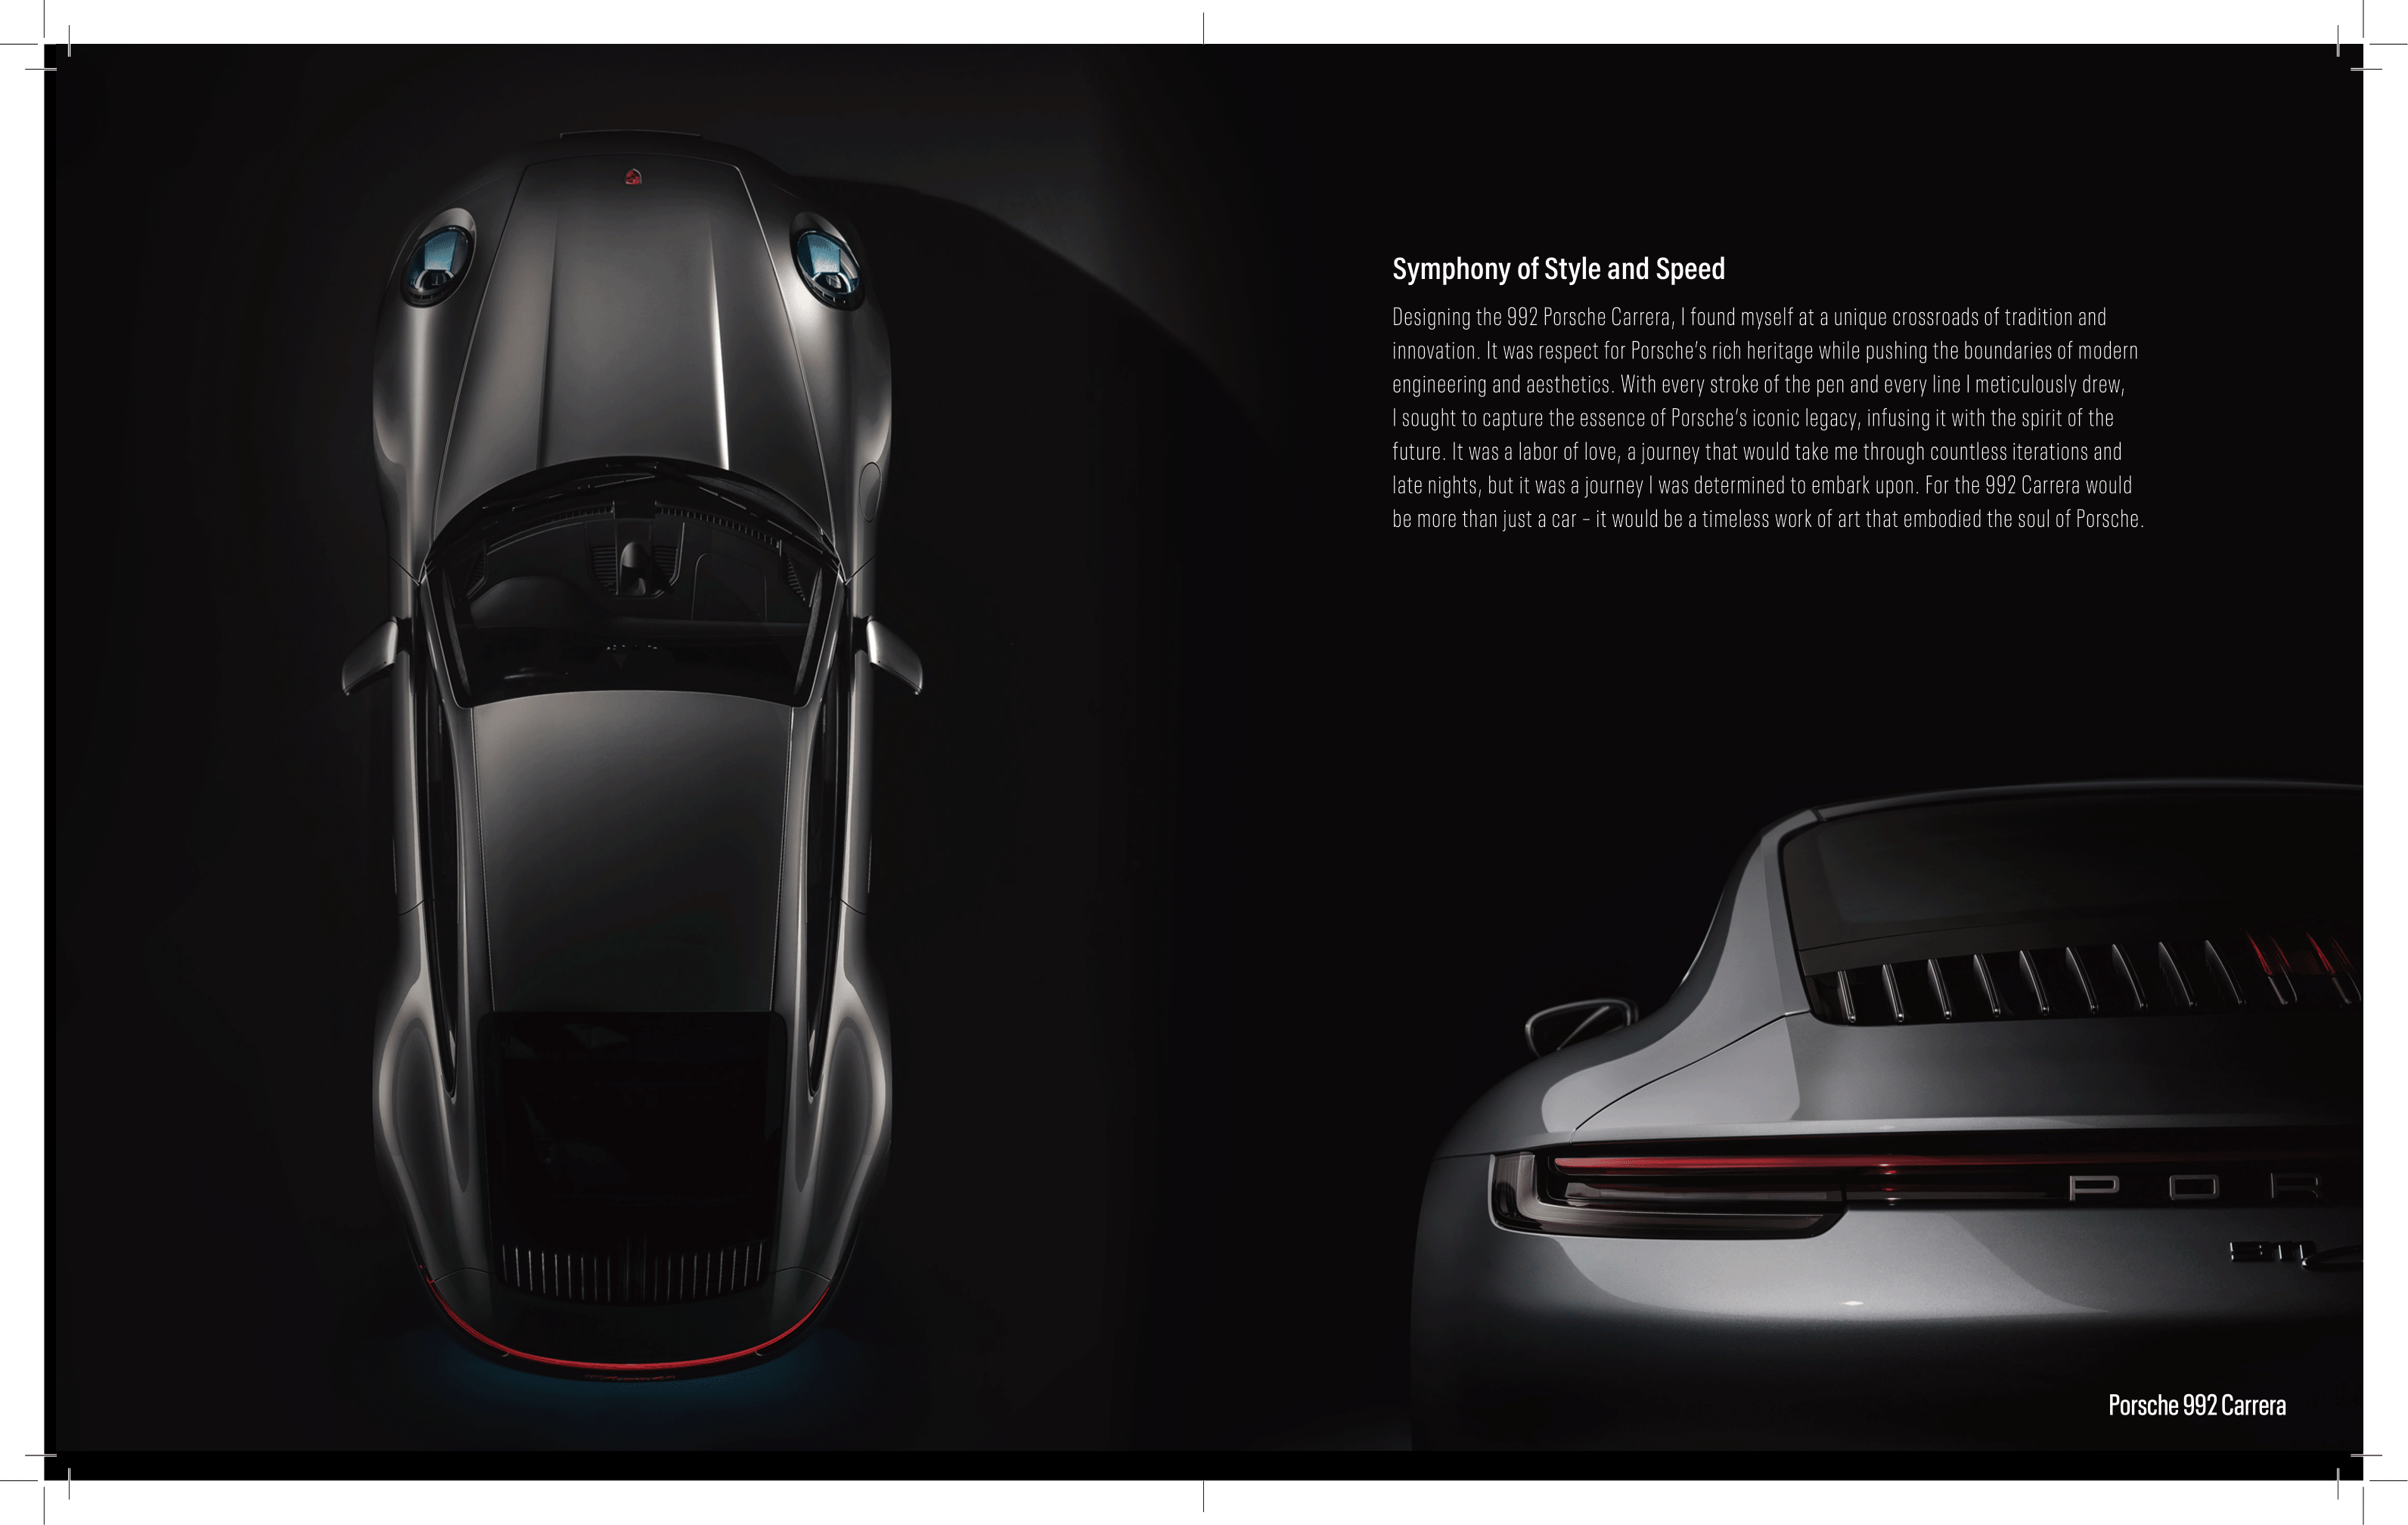 Symphony of Style and Speed
Designing the 992 Porsche Carrera, I found myself at a unique crossroads of tradition and
innovation. It was respect for Porsche's rich heritage while pushing the boundaries of modern
engineering and aesthetics. With every stroke of the pen and every line I meticulously drew,
I sought to capture the essence of Porsche's iconic legacy, infusing it with the spirit of the
future. It was a labor of love, a journey that would take me through countless iterations and
late nights, but it was a journey I was determined to embark upon. For the 992 Carrera would
be more than just a car – it would be a timeless work of art that embodied the soul of Porsche.
POR
911
Porsche 992 Carrera